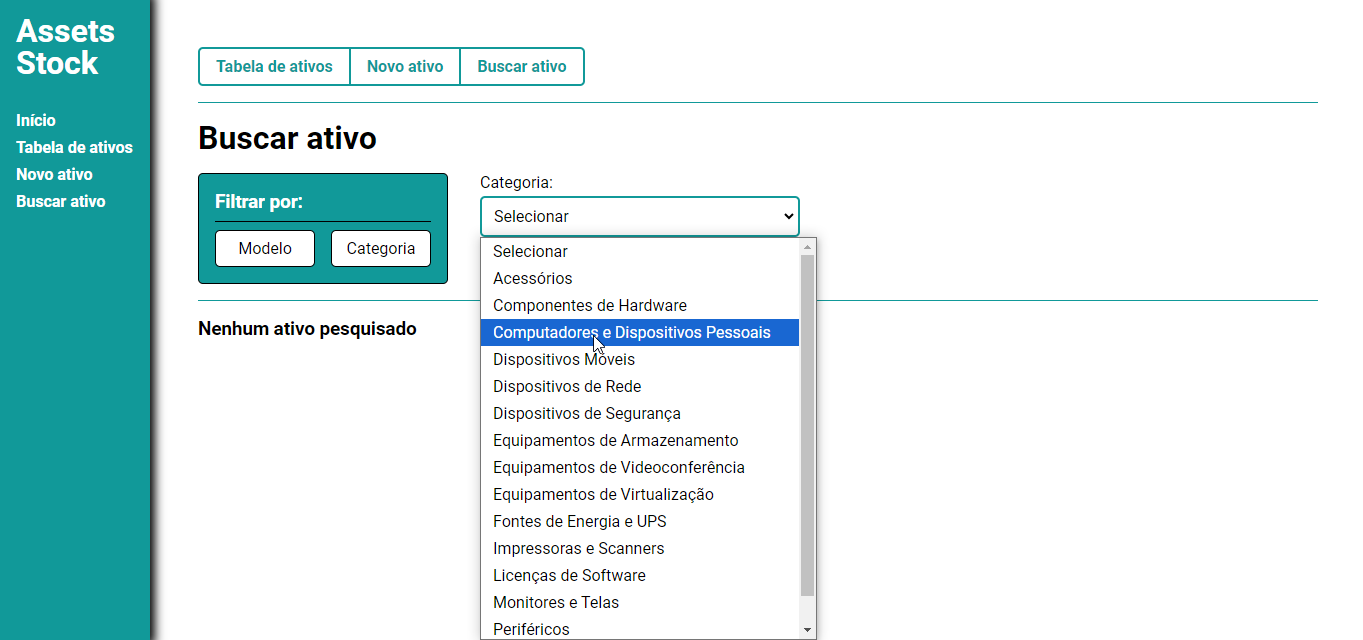 Assets
Stock
Início
Tabela de ativos
Novo ativo
Buscar ativo
Tabela de ativos
Novo ativo
Buscar ativo
Buscar ativo
Filtrar por:
Modelo
Categoria
Categoria:
Selecionar
Selecionar
Acessórios
Componentes de Hardware
Computadores e Dispositivos Pessoais
Dispositivos Móveis
Dispositivos de Rede
Dispositivos de Segurança
Equipamentos de Armazenamento
Equipamentos de Videoconferência
Equipamentos de Virtualização
Fontes de Energia e UPS
Impressoras e Scanners
Licenças de Software
Monitores e Telas
Periféricos
Nenhum ativo pesquisado